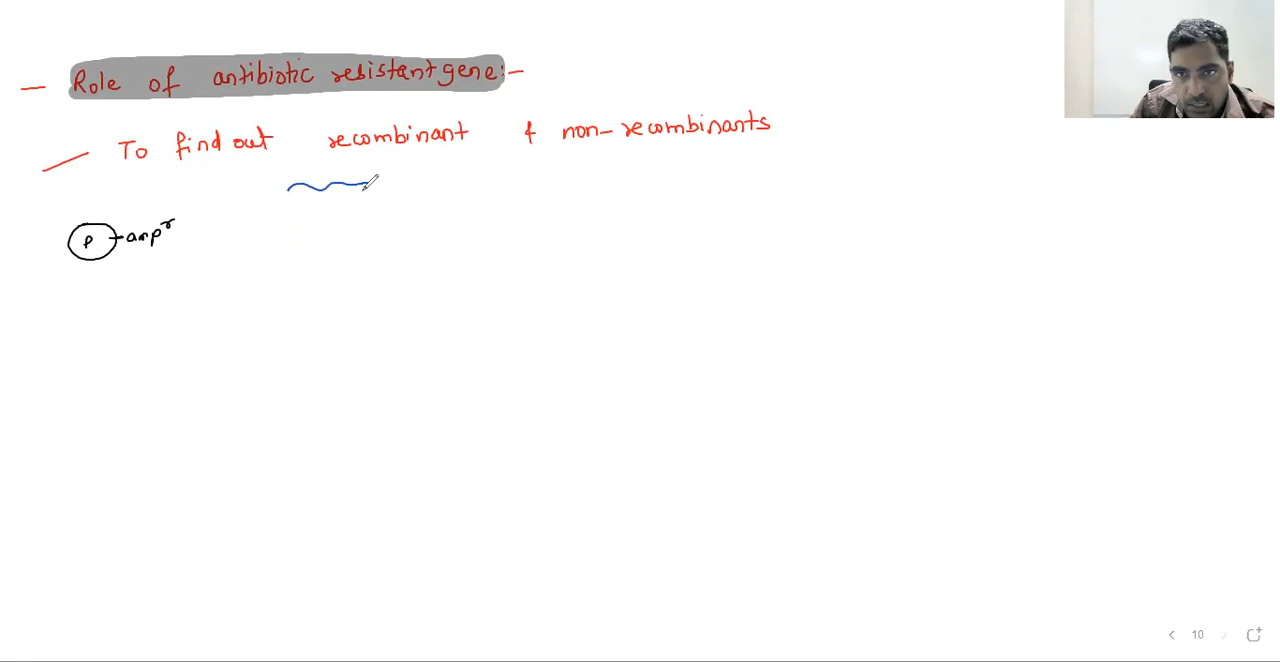 — Role of antibiotic resistant gene:-
— To find out recombinant & non-recombinants
P ampʳ
10